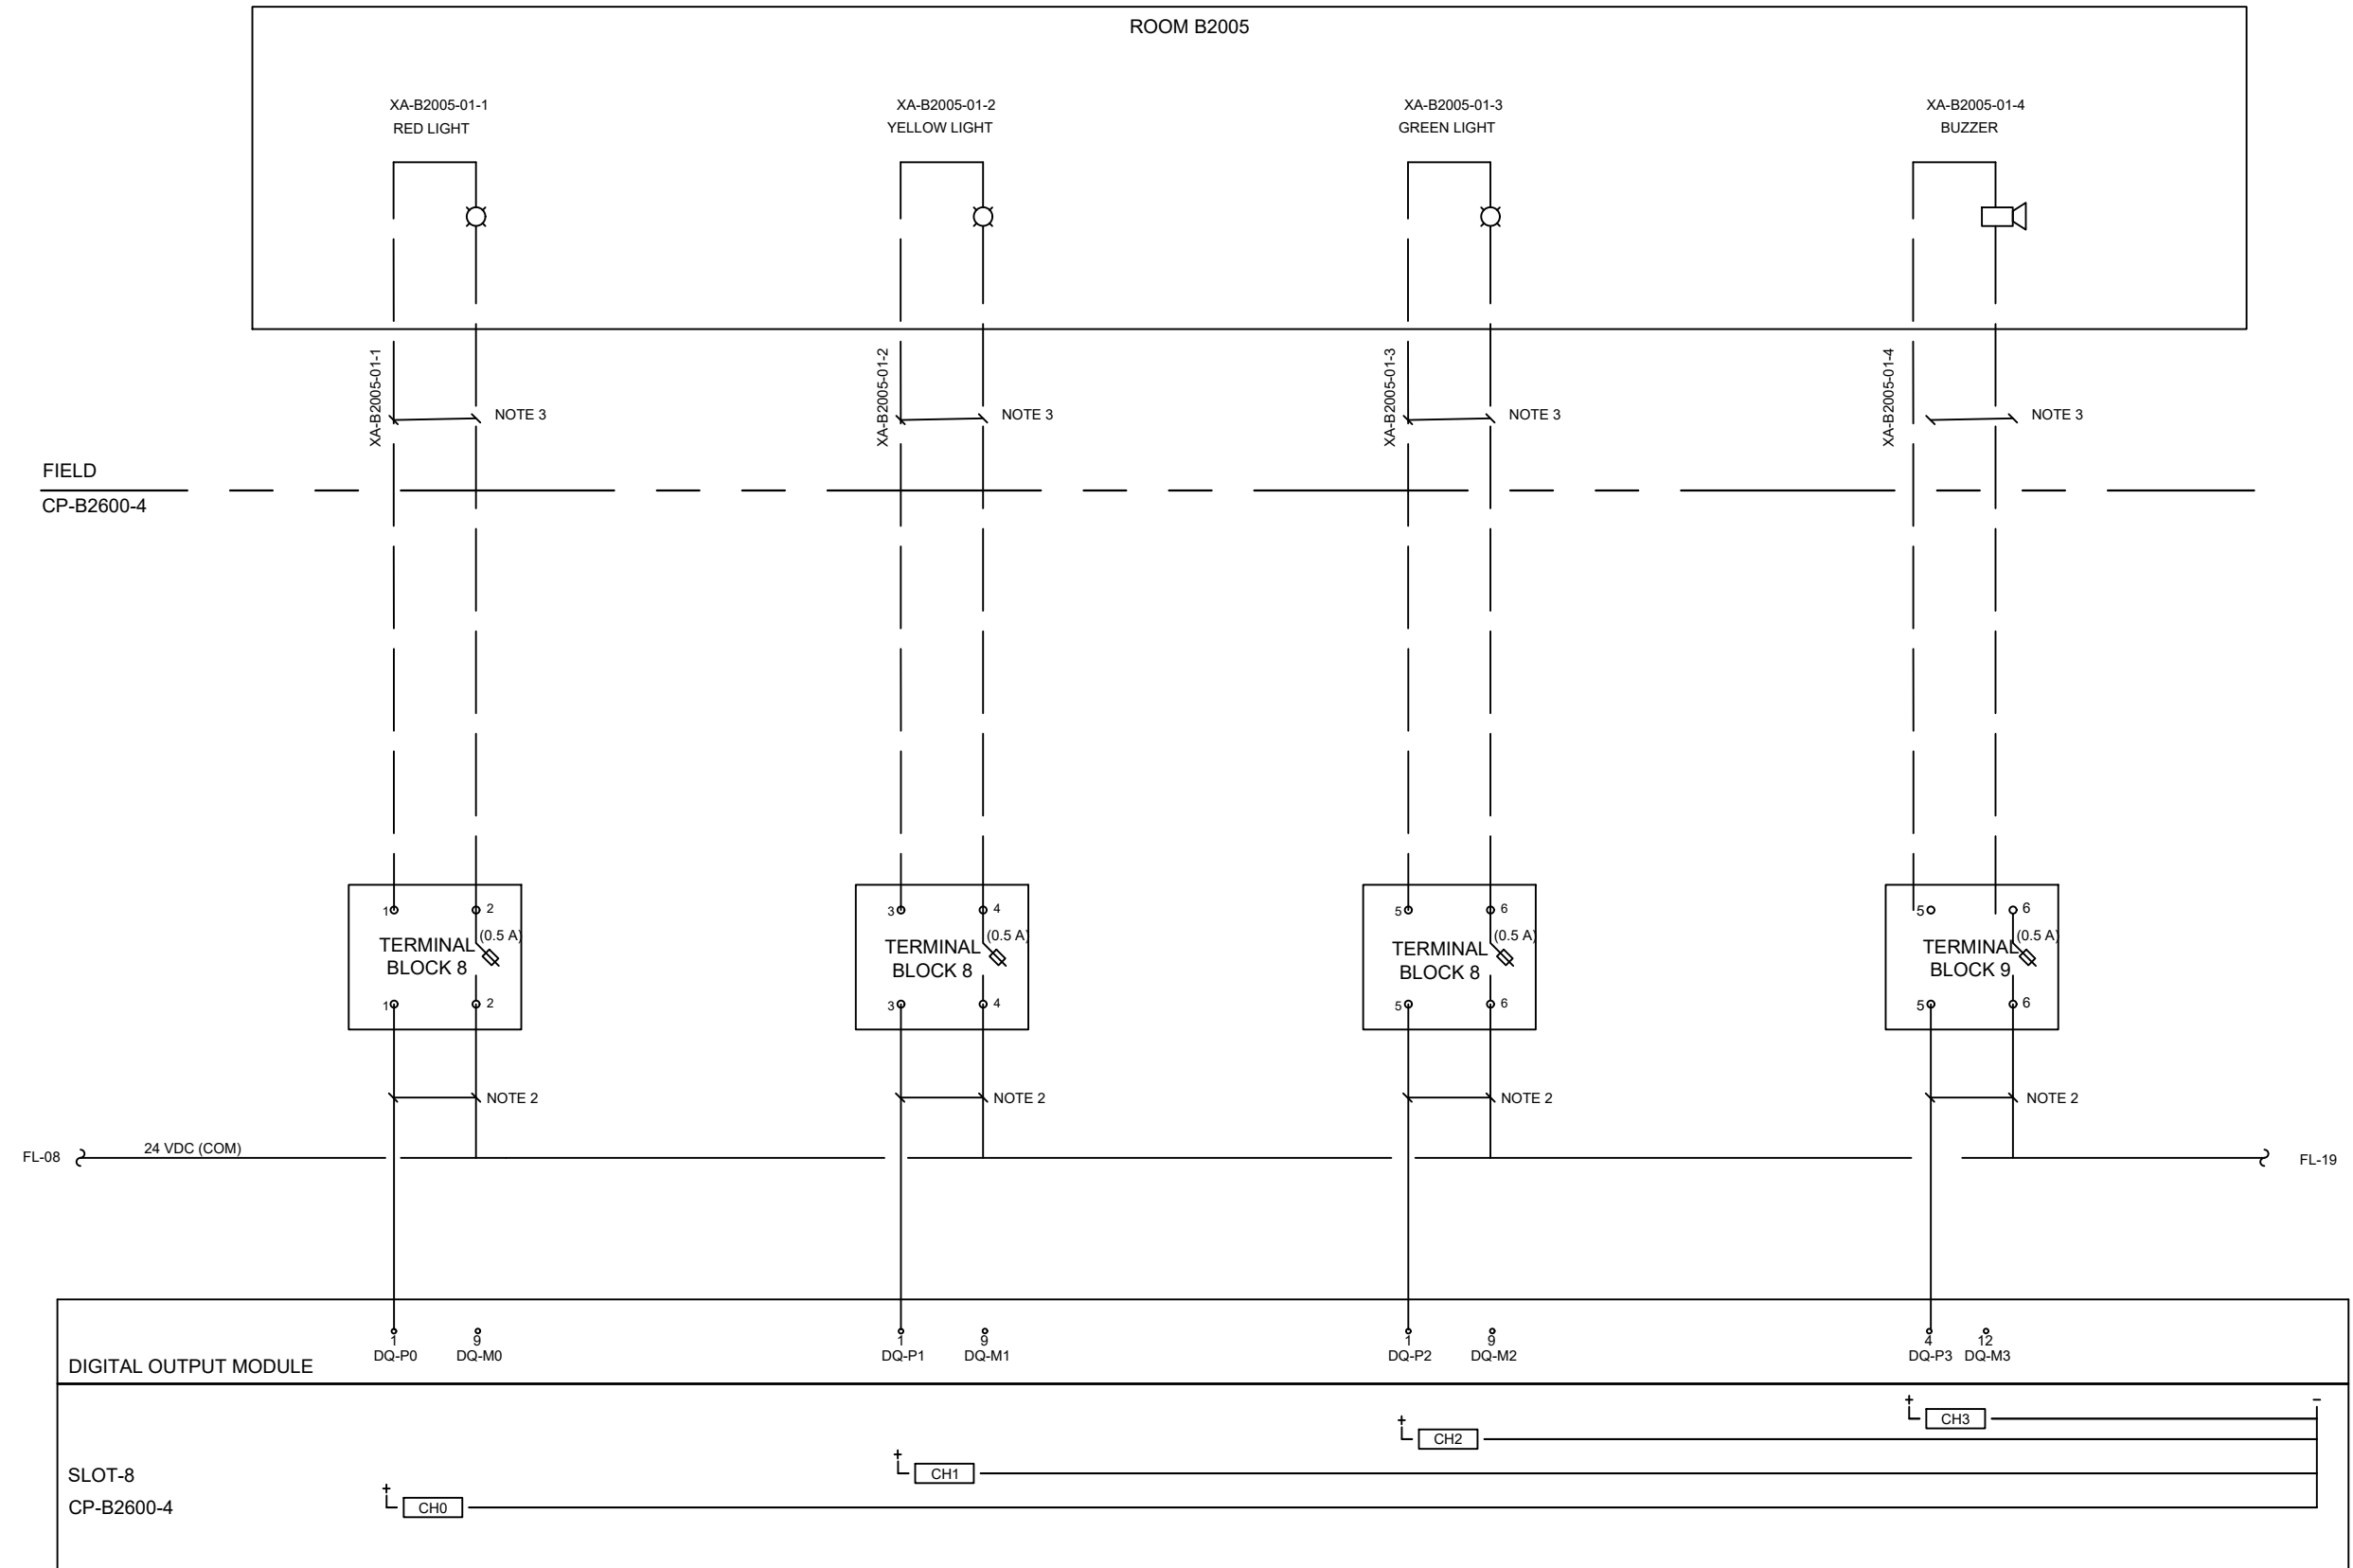 ROOM B2005
XA-B2005-01-1
RED LIGHT
XA-B2005-01-2
YELLOW LIGHT
XA-B2005-01-3
GREEN LIGHT
XA-B2005-01-4
BUZZER
XA-B2005-01-1
NOTE 3
XA-B2005-01-2
NOTE 3
XA-B2005-01-3
NOTE 3
XA-B2005-01-4
NOTE 3
FIELD
CP-B2600-4
1
2
(0.5 A)
TERMINAL
BLOCK 8
1
2
3
4
(0.5 A)
TERMINAL
BLOCK 8
3
4
5
6
(0.5 A)
TERMINAL
BLOCK 8
5
6
5
6
(0.5 A)
TERMINAL
BLOCK 9
5
6
NOTE 2
NOTE 2
NOTE 2
NOTE 2
FL-08
24 VDC (COM)
FL-19
1
DQ-P0
9
DQ-M0
1
DQ-P1
9
DQ-M1
1
DQ-P2
9
DQ-M2
4
DQ-P3
12
DQ-M3
DIGITAL OUTPUT MODULE
+
CH3
-
+
CH2
+
CH1
SLOT-8
+
CH0
CP-B2600-4